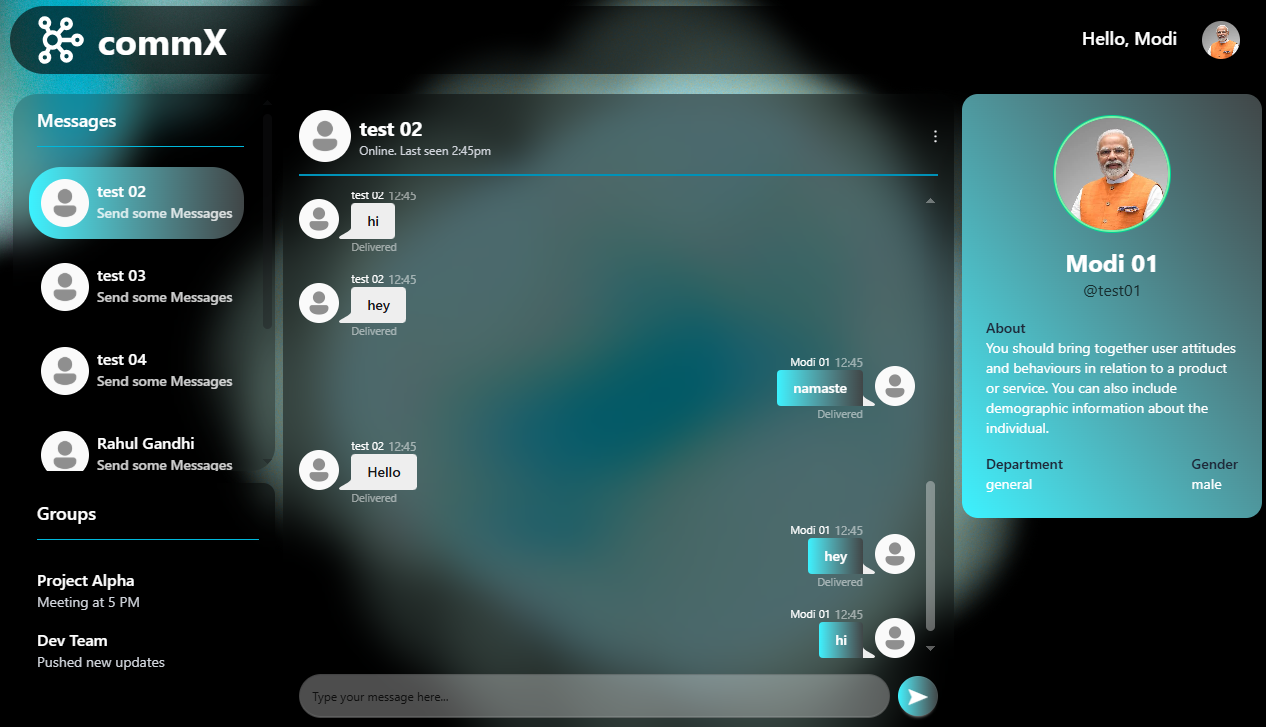 commX
Hello, Modi
Messages
test 02
Send some Messages
test 03
Send some Messages
test 04
Send some Messages
Rahul Gandhi
Send some Messages
Groups
Project Alpha
Meeting at 5 PM
Dev Team
Pushed new updates
test 02
Online. Last seen 2:45pm
test 02 12:45
hi
Delivered
test 02 12:45
hey
Delivered
Modi 01 12:45
namaste
Delivered
test 02 12:45
Hello
Delivered
Modi 01 12:45
hey
Delivered
Modi 01 12:45
hi
Type your message here...
Modi 01
@test01
About
You should bring together user attitudes
and behaviours in relation to a product
or service. You can also include
demographic information about the
individual.
Department Gender
general male